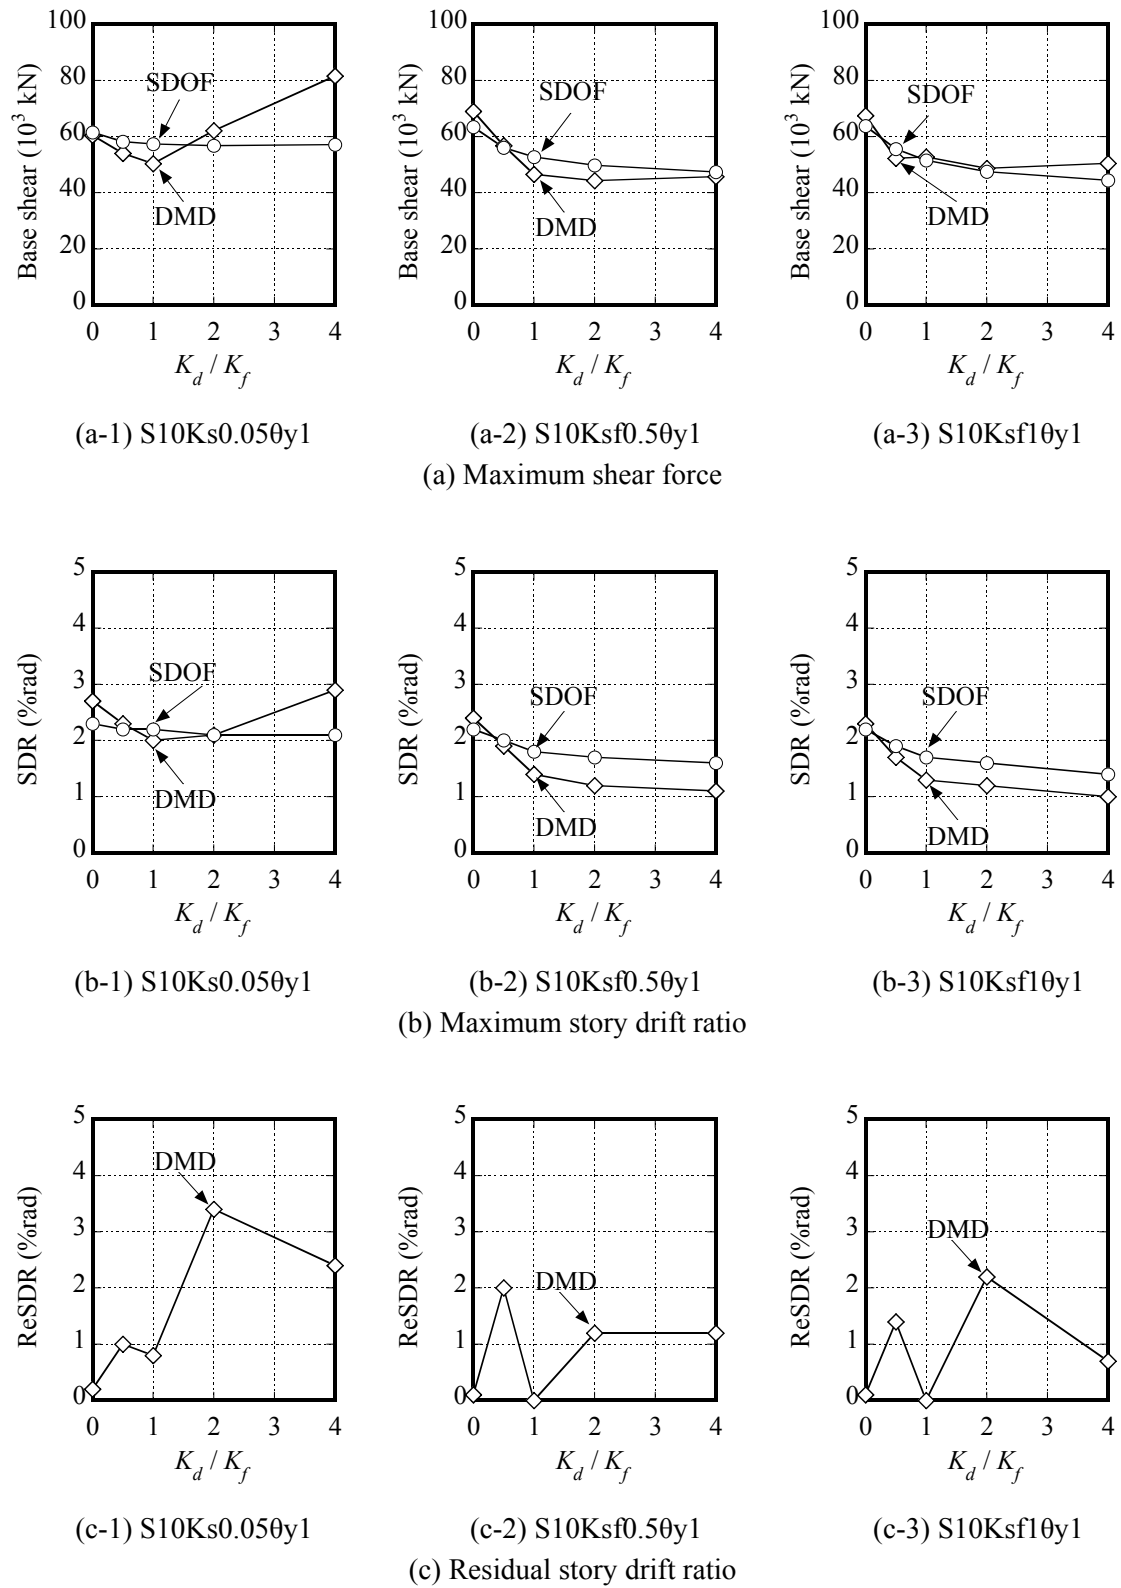 100
80
60
40
20
0
Base shear (10³ kN)
SDOF
DMD
0 1 2 3 4
K_d / K_f
(a-1) S10Ks0.05θy1
100
80
60
40
20
0
Base shear (10³ kN)
SDOF
DMD
0 1 2 3 4
K_d / K_f
(a-2) S10Ksf0.5θy1
100
80
60
40
20
0
Base shear (10³ kN)
SDOF
DMD
0 1 2 3 4
K_d / K_f
(a-3) S10Ksf1θy1
(a) Maximum shear force
5
4
3
2
1
0
SDR (%rad)
SDOF
DMD
0 1 2 3 4
K_d / K_f
(b-1) S10Ks0.05θy1
5
4
3
2
1
0
SDR (%rad)
SDOF
DMD
0 1 2 3 4
K_d / K_f
(b-2) S10Ksf0.5θy1
5
4
3
2
1
0
SDR (%rad)
SDOF
DMD
0 1 2 3 4
K_d / K_f
(b-3) S10Ksf1θy1
(b) Maximum story drift ratio
5
4
3
2
1
0
ReSDR (%rad)
DMD
0 1 2 3 4
K_d / K_f
(c-1) S10Ks0.05θy1
5
4
3
2
1
0
ReSDR (%rad)
DMD
0 1 2 3 4
K_d / K_f
(c-2) S10Ksf0.5θy1
5
4
3
2
1
0
ReSDR (%rad)
DMD
0 1 2 3 4
K_d / K_f
(c-3) S10Ksf1θy1
(c) Residual story drift ratio